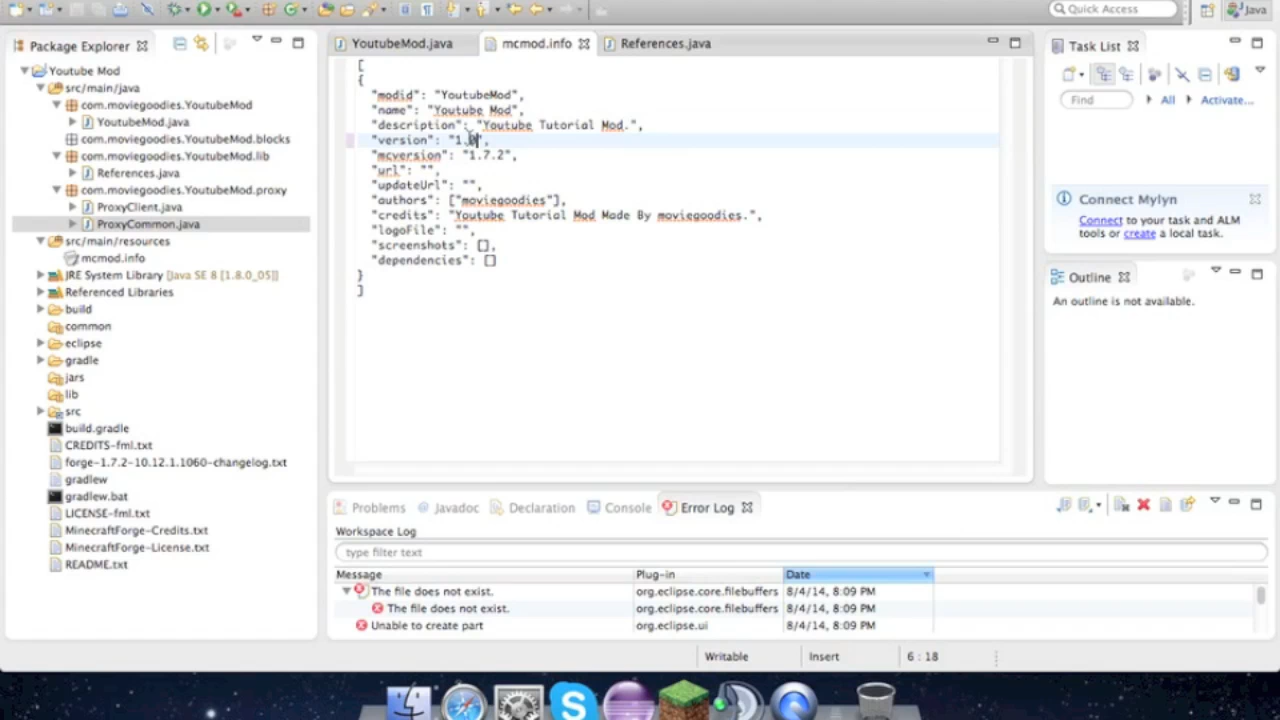 Quick Access
Java
Package Explorer
Youtube Mod
src/main/java
com.moviegoodies.YoutubeMod
YoutubeMod.java
com.moviegoodies.YoutubeMod.blocks
com.moviegoodies.YoutubeMod.lib
References.java
com.moviegoodies.YoutubeMod.proxy
ProxyClient.java
ProxyCommon.java
src/main/resources
mcmod.info
JRE System Library [Java SE 8 [1.8.0_05]]
Referenced Libraries
build
common
eclipse
gradle
jars
lib
src
build.gradle
CREDITS-fml.txt
forge-1.7.2-10.12.1.1060-changelog.txt
gradlew
gradlew.bat
LICENSE-fml.txt
MinecraftForge-Credits.txt
MinecraftForge-License.txt
README.txt
YoutubeMod.java mcmod.info References.java
[
{
"modid": "YoutubeMod",
"name": "Youtube Mod",
"description": "Youtube Tutorial Mod.",
"version": "1.0",
"mcversion": "1.7.2",
"url": "",
"updateUrl": "",
"authors": ["moviegoodies"],
"credits": "Youtube Tutorial Mod Made By moviegoodies.",
"logoFile": "",
"screenshots": [],
"dependencies": []
}
]
Task List
Find All Activate...
Connect Mylyn
Connect to your task and ALM
tools or create a local task.
Outline
An outline is not available.
Problems Javadoc Declaration Console Error Log
Workspace Log
type filter text
Message Plug-in Date
The file does not exist. org.eclipse.core.filebuffers 8/4/14, 8:09 PM
The file does not exist. org.eclipse.core.filebuffers 8/4/14, 8:09 PM
Unable to create part org.eclipse.ui 8/4/14, 8:09 PM
Writable Insert 6 : 18